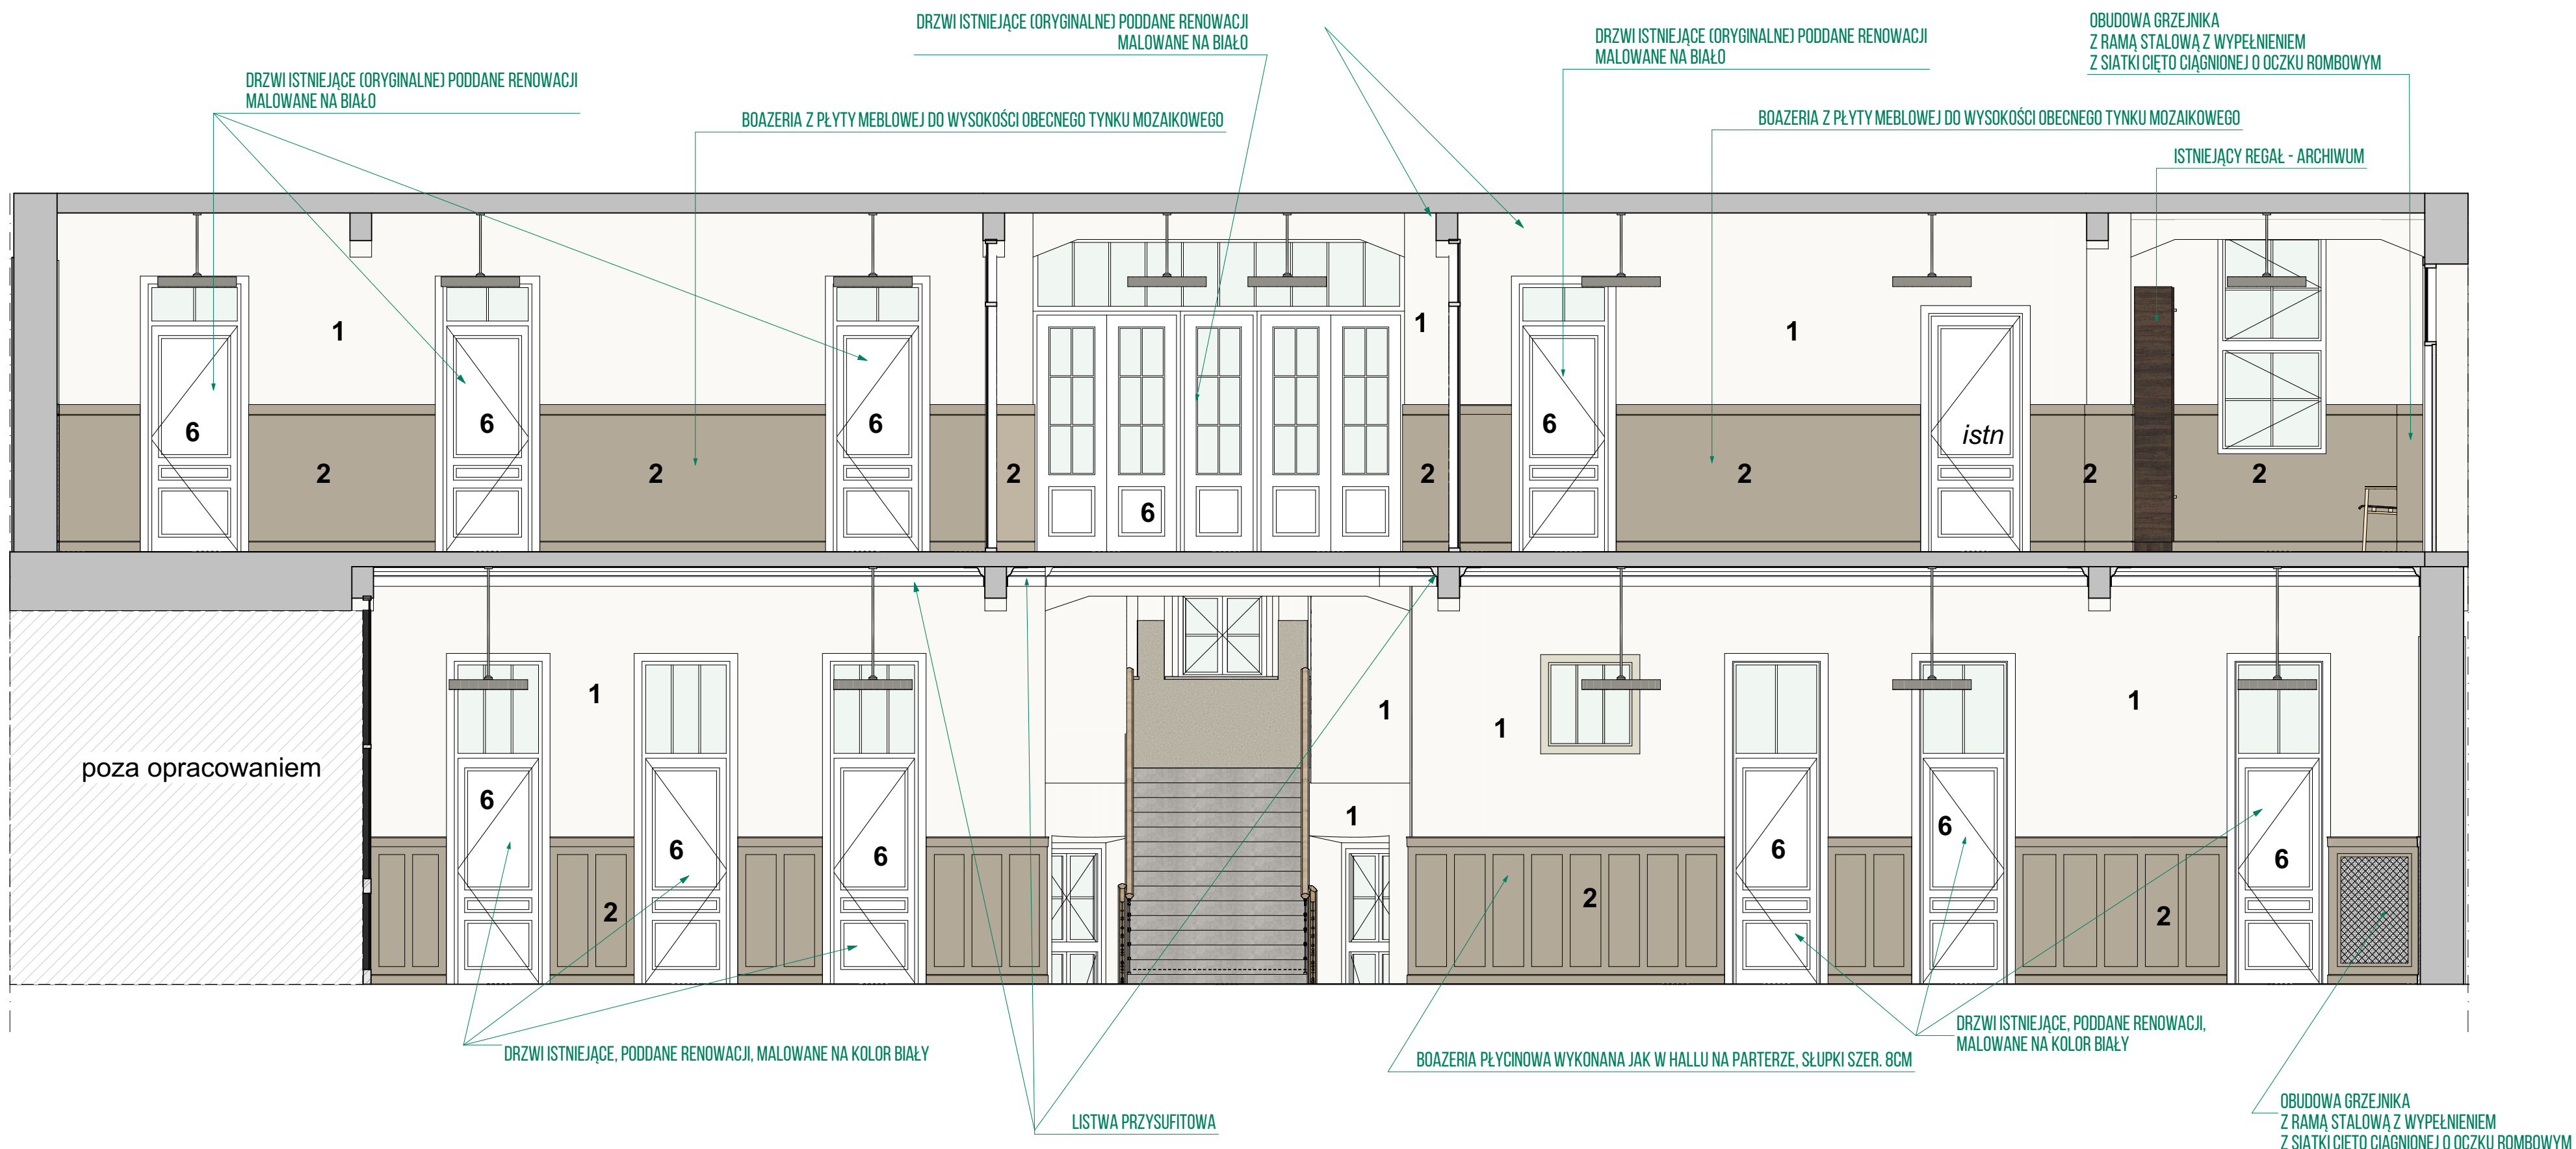 DRZWI ISTNIEJĄCE (ORYGINALNE) PODDANE RENOWACJI
MALOWANE NA BIAŁO
DRZWI ISTNIEJĄCE (ORYGINALNE) PODDANE RENOWACJI
MALOWANE NA BIAŁO
DRZWI ISTNIEJĄCE (ORYGINALNE) PODDANE RENOWACJI
MALOWANE NA BIAŁO
OBUDOWA GRZEJNIKA
Z RAMĄ STALOWĄ Z WYPEŁNIENIEM
Z SIATKI CIĘTO CIĄGNIONEJ O OCZKU ROMBOWYM
BOAZERIA Z PŁYTY MEBLOWEJ DO WYSOKOŚCI OBECNEGO TYNKU MOZAIKOWEGO
BOAZERIA Z PŁYTY MEBLOWEJ DO WYSOKOŚCI OBECNEGO TYNKU MOZAIKOWEGO
ISTNIEJĄCY REGAŁ - ARCHIWUM
1
1
1
6
6
6
6
istn
2
2
2
2
2
2
2
6
1
1
1
1
poza opracowaniem
6
1
6
6
6
6
6
2
2
2
DRZWI ISTNIEJĄCE, PODDANE RENOWACJI, MALOWANE NA KOLOR BIAŁY
BOAZERIA PŁYCINOWA WYKONANA JAK W HALLU NA PARTERZE, SŁUPKI SZER. 8CM
DRZWI ISTNIEJĄCE, PODDANE RENOWACJI,
MALOWANE NA KOLOR BIAŁY
LISTWA PRZYSUFITOWA
OBUDOWA GRZEJNIKA
Z RAMĄ STALOWĄ Z WYPEŁNIENIEM
Z SIATKI CIĘTO CIĄGNIONEJ O OCZKU ROMBOWYM